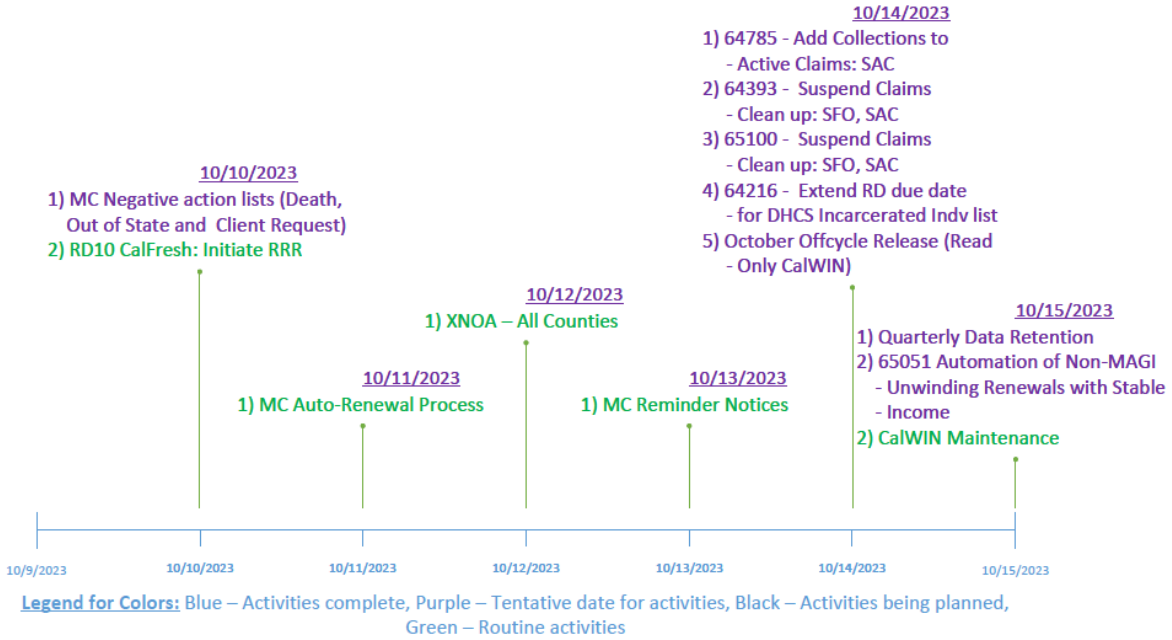 10/14/2023
1) 64785 - Add Collections to
- Active Claims: SAC
2) 64393 - Suspend Claims
- Clean up: SFO, SAC
3) 65100 - Suspend Claims
- Clean up: SFO, SAC
4) 64216 - Extend RD due date
- for DHCS Incarcerated Indv list
5) October Offcycle Release (Read
- Only CalWIN)
10/10/2023
1) MC Negative action lists (Death,
Out of State and Client Request)
2) RD10 CalFresh: Initiate RRR
10/12/2023
1) XNOA – All Counties
10/15/2023
1) Quarterly Data Retention
2) 65051 Automation of Non-MAGI
- Unwinding Renewals with Stable
- Income
2) CalWIN Maintenance
10/11/2023
1) MC Auto-Renewal Process
10/13/2023
1) MC Reminder Notices
10/9/2023
10/10/2023
10/11/2023
10/12/2023
10/13/2023
10/14/2023
10/15/2023
Legend for Colors: Blue – Activities complete, Purple – Tentative date for activities, Black – Activities being planned,
Green – Routine activities